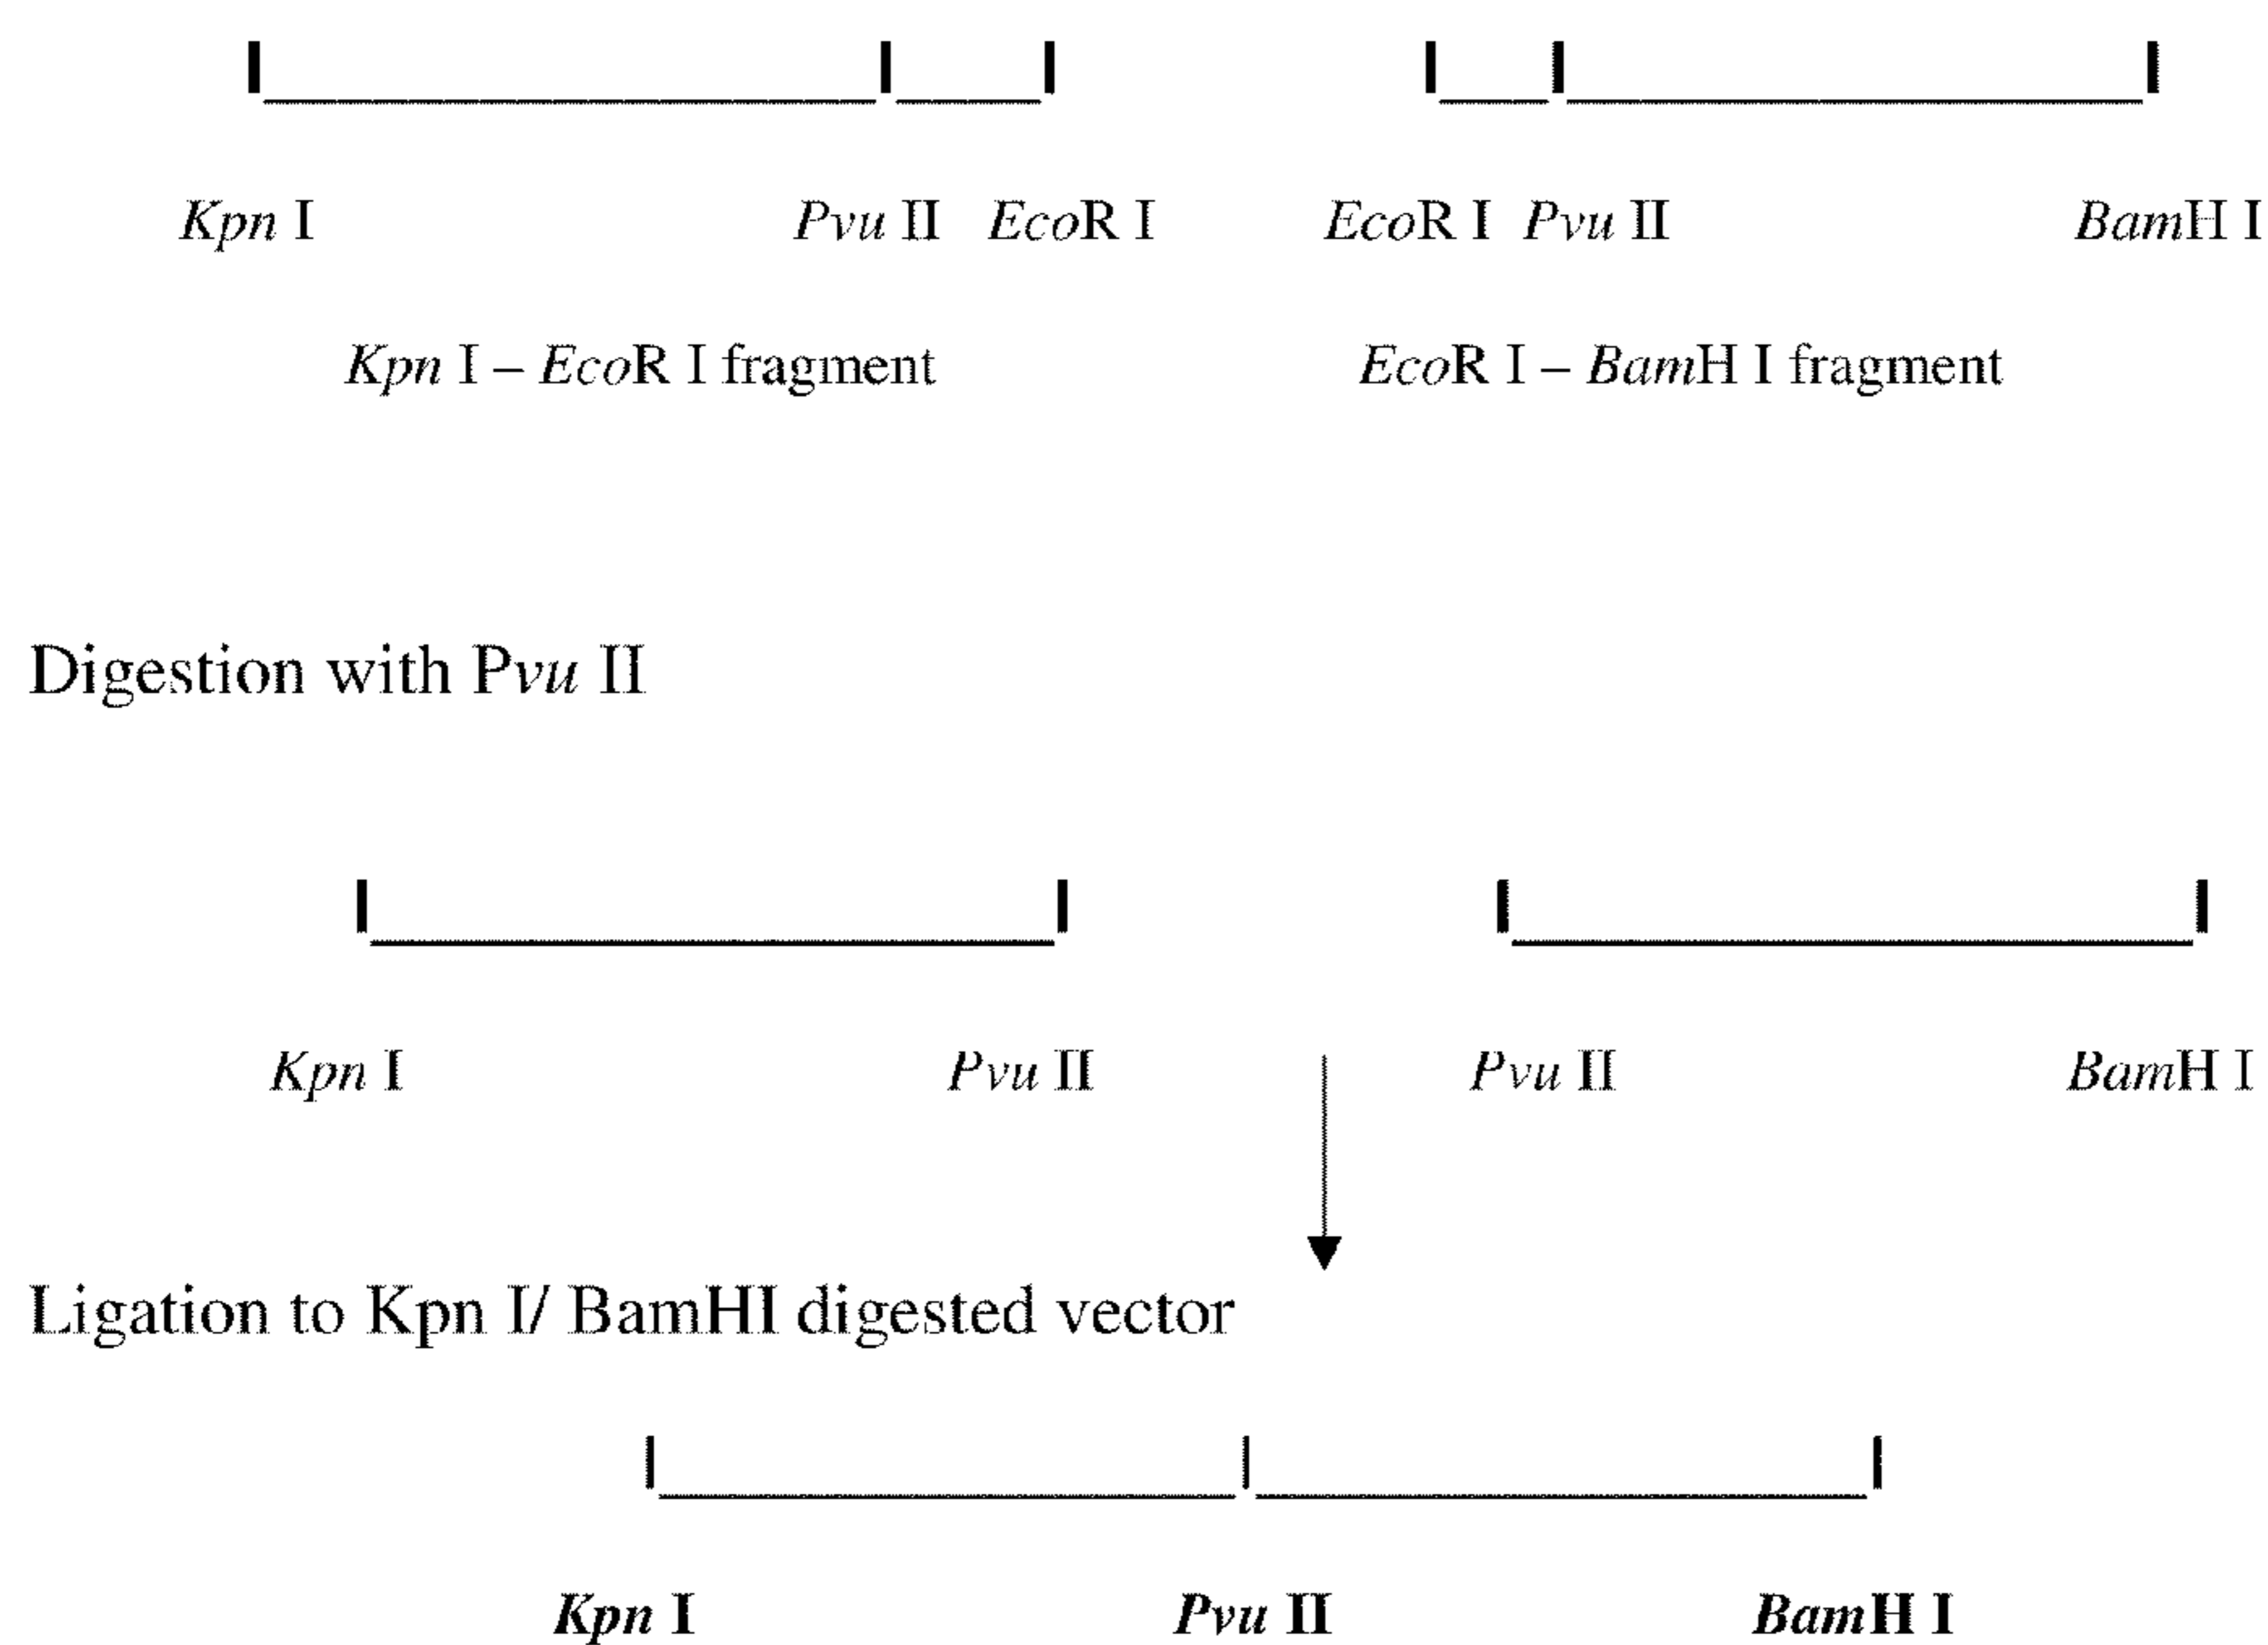 Kpn I Pvu II EcoR I EcoR I Pvu II BamH I
Kpn I – EcoR I fragment EcoR I – BamH I fragment
Digestion with Pvu II
Kpn I Pvu II Pvu II BamH I
Ligation to Kpn I/ BamHI digested vector
Kpn I Pvu II BamH I